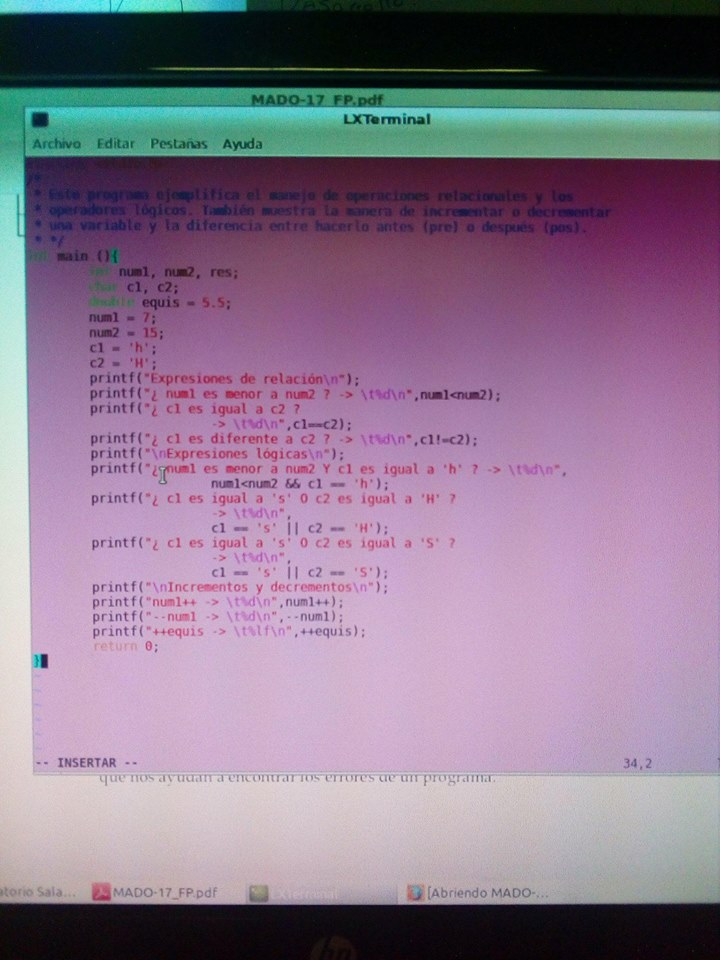 MADO-17_FP.pdf
LXTerminal
Archivo Editar Pestañas Ayuda
/*
* Este programa ejemplifica el manejo de operaciones relacionales y los
* operadores lógicos. También muestra la manera de incrementar o decrementar
* una variable y la diferencia entre hacerlo antes (pre) o después (pos).
* */
int main (){
int num1, num2, res;
char c1, c2;
double equis = 5.5;
num1 = 7;
num2 = 15;
c1 = 'h';
c2 = 'H';
printf("Expresiones de relación\n");
printf("¿ num1 es menor a num2 ? -> \t%d\n",num1<num2);
printf("¿ c1 es igual a c2 ?
-> \t%d\n",c1==c2);
printf("¿ c1 es diferente a c2 ? -> \t%d\n",c1!=c2);
printf("\nExpresiones lógicas\n");
printf("¿ num1 es menor a num2 Y c1 es igual a 'h' ? -> \t%d\n",
num1<num2 && c1 == 'h');
printf("¿ c1 es igual a 's' O c2 es igual a 'H' ?
-> \t%d\n",
c1 == 's' || c2 == 'H');
printf("¿ c1 es igual a 's' O c2 es igual a 'S' ?
-> \t%d\n",
c1 == 's' || c2 == 'S');
printf("\nIncrementos y decrementos\n");
printf("num1++ -> \t%d\n",num1++);
printf("--num1 -> \t%d\n",--num1);
printf("++equis -> \t%lf\n",++equis);
return 0;
}
~
~
~
~
~
-- INSERTAR -- 34,2
que nos ayudan a encontrar los errores de un programa.
atorio Sala... MADO-17_FP.pdf LXTerminal [Abriendo MADO-...
hp